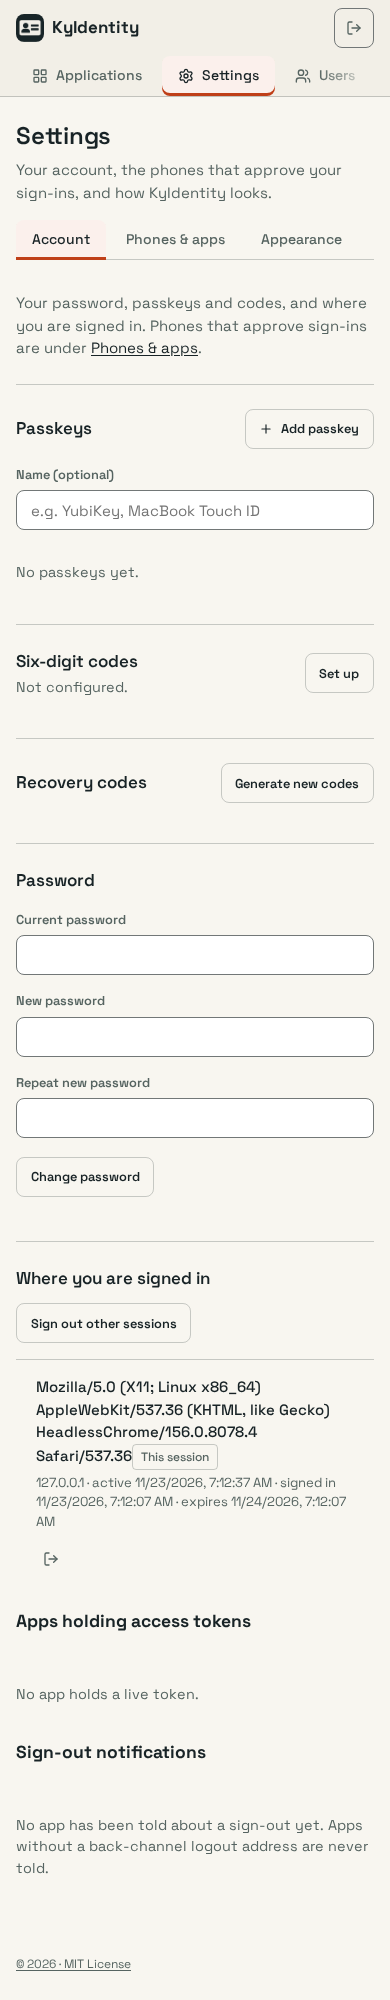 KyIdentity
Applications
Settings
Users
Settings
Your account, the phones that approve your
sign-ins, and how KyIdentity looks.
Account
Phones & apps
Appearance
Your password, passkeys and codes, and where
you are signed in. Phones that approve sign-ins
are under Phones & apps.
Passkeys
Add passkey
Name (optional)
e.g. YubiKey, MacBook Touch ID
No passkeys yet.
Six-digit codes
Not configured.
Set up
Recovery codes
Generate new codes
Password
Current password
New password
Repeat new password
Change password
Where you are signed in
Sign out other sessions
Mozilla/5.0 (X11; Linux x86_64)
AppleWebKit/537.36 (KHTML, like Gecko)
HeadlessChrome/156.0.8078.4
Safari/537.36 This session
127.0.0.1 · active 11/23/2026, 7:12:37 AM · signed in
11/23/2026, 7:12:07 AM · expires 11/24/2026, 7:12:07
AM
Apps holding access tokens
No app holds a live token.
Sign-out notifications
No app has been told about a sign-out yet. Apps
without a back-channel logout address are never
told.
© 2026 · MIT License